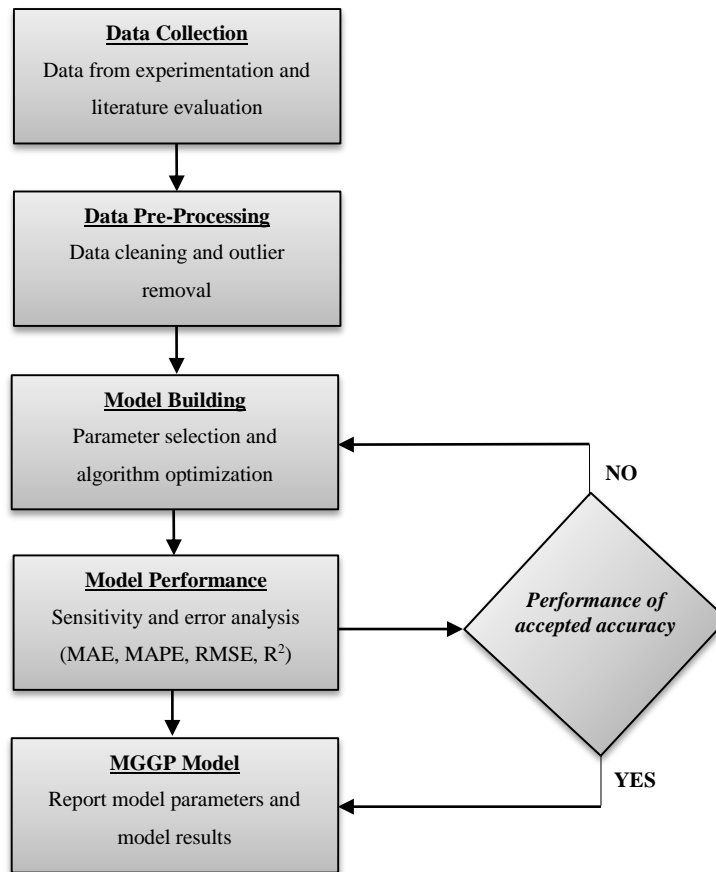 Data Collection
Data from experimentation and
literature evaluation
Data Pre-Processing
Data cleaning and outlier
removal
Model Building
Parameter selection and
algorithm optimization
NO
Model Performance
Sensitivity and error analysis
(MAE, MAPE, RMSE, R²)
Performance of
accepted accuracy
MGGP Model
Report model parameters and
model results
YES